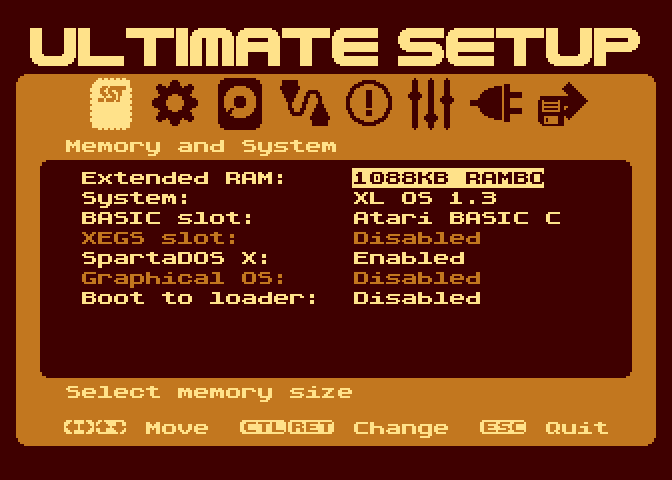 ULTIMATE SETUP
SST
Memory and System
Extended RAM: 1088KB RAMBO
System: XL OS 1.3
BASIC slot: Atari BASIC C
XEGS slot: Disabled
SpartaDOS X: Enabled
Graphical OS: Disabled
Boot to loader: Disabled
Select memory size
Move CTL RET Change ESC Quit